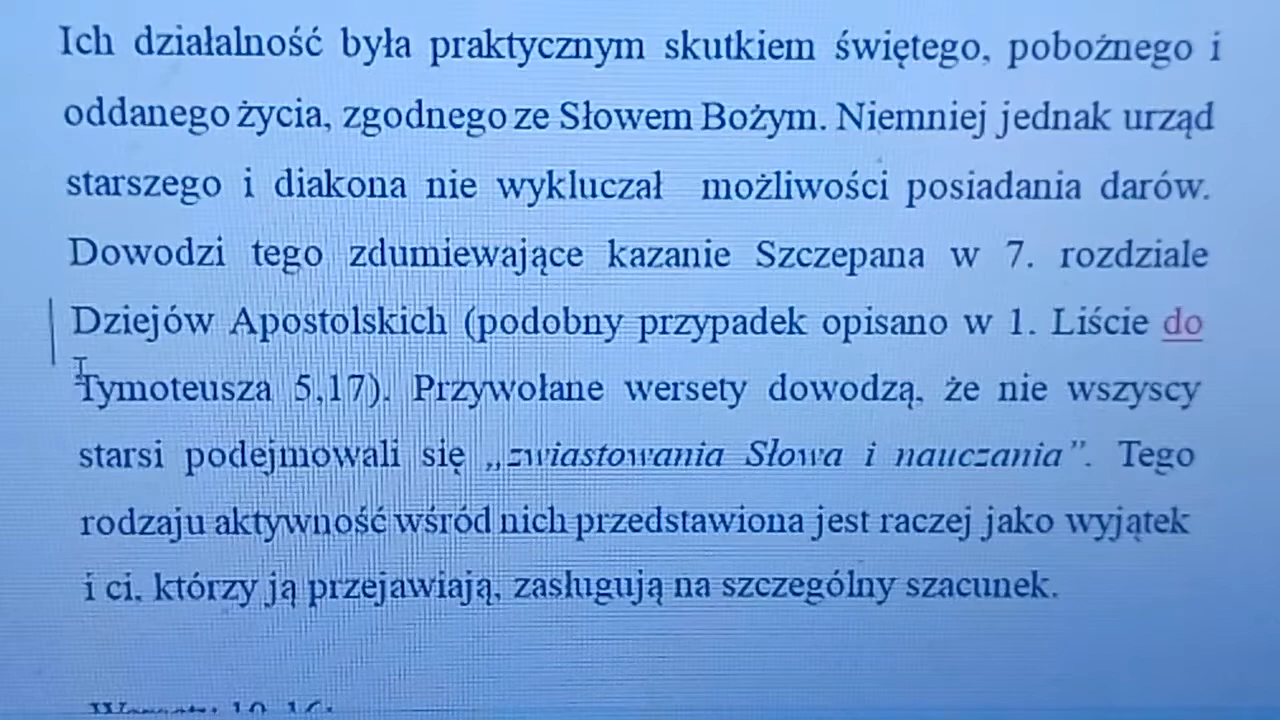 Ich działalność była praktycznym skutkiem świętego, pobożnego i
oddanego życia, zgodnego ze Słowem Bożym. Niemniej jednak urząd
starszego i diakona nie wykluczał możliwości posiadania darów.
Dowodzi tego zdumiewające kazanie Szczepana w 7. rozdziale
Dziejów Apostolskich (podobny przypadek opisano w 1. Liście do
Tymoteusza 5,17). Przywołane wersety dowodzą, że nie wszyscy
starsi podejmowali się „zwiastowania Słowa i nauczania”. Tego
rodzaju aktywność wśród nich przedstawiona jest raczej jako wyjątek
i ci, którzy ją przejawiają, zasługują na szczególny szacunek.